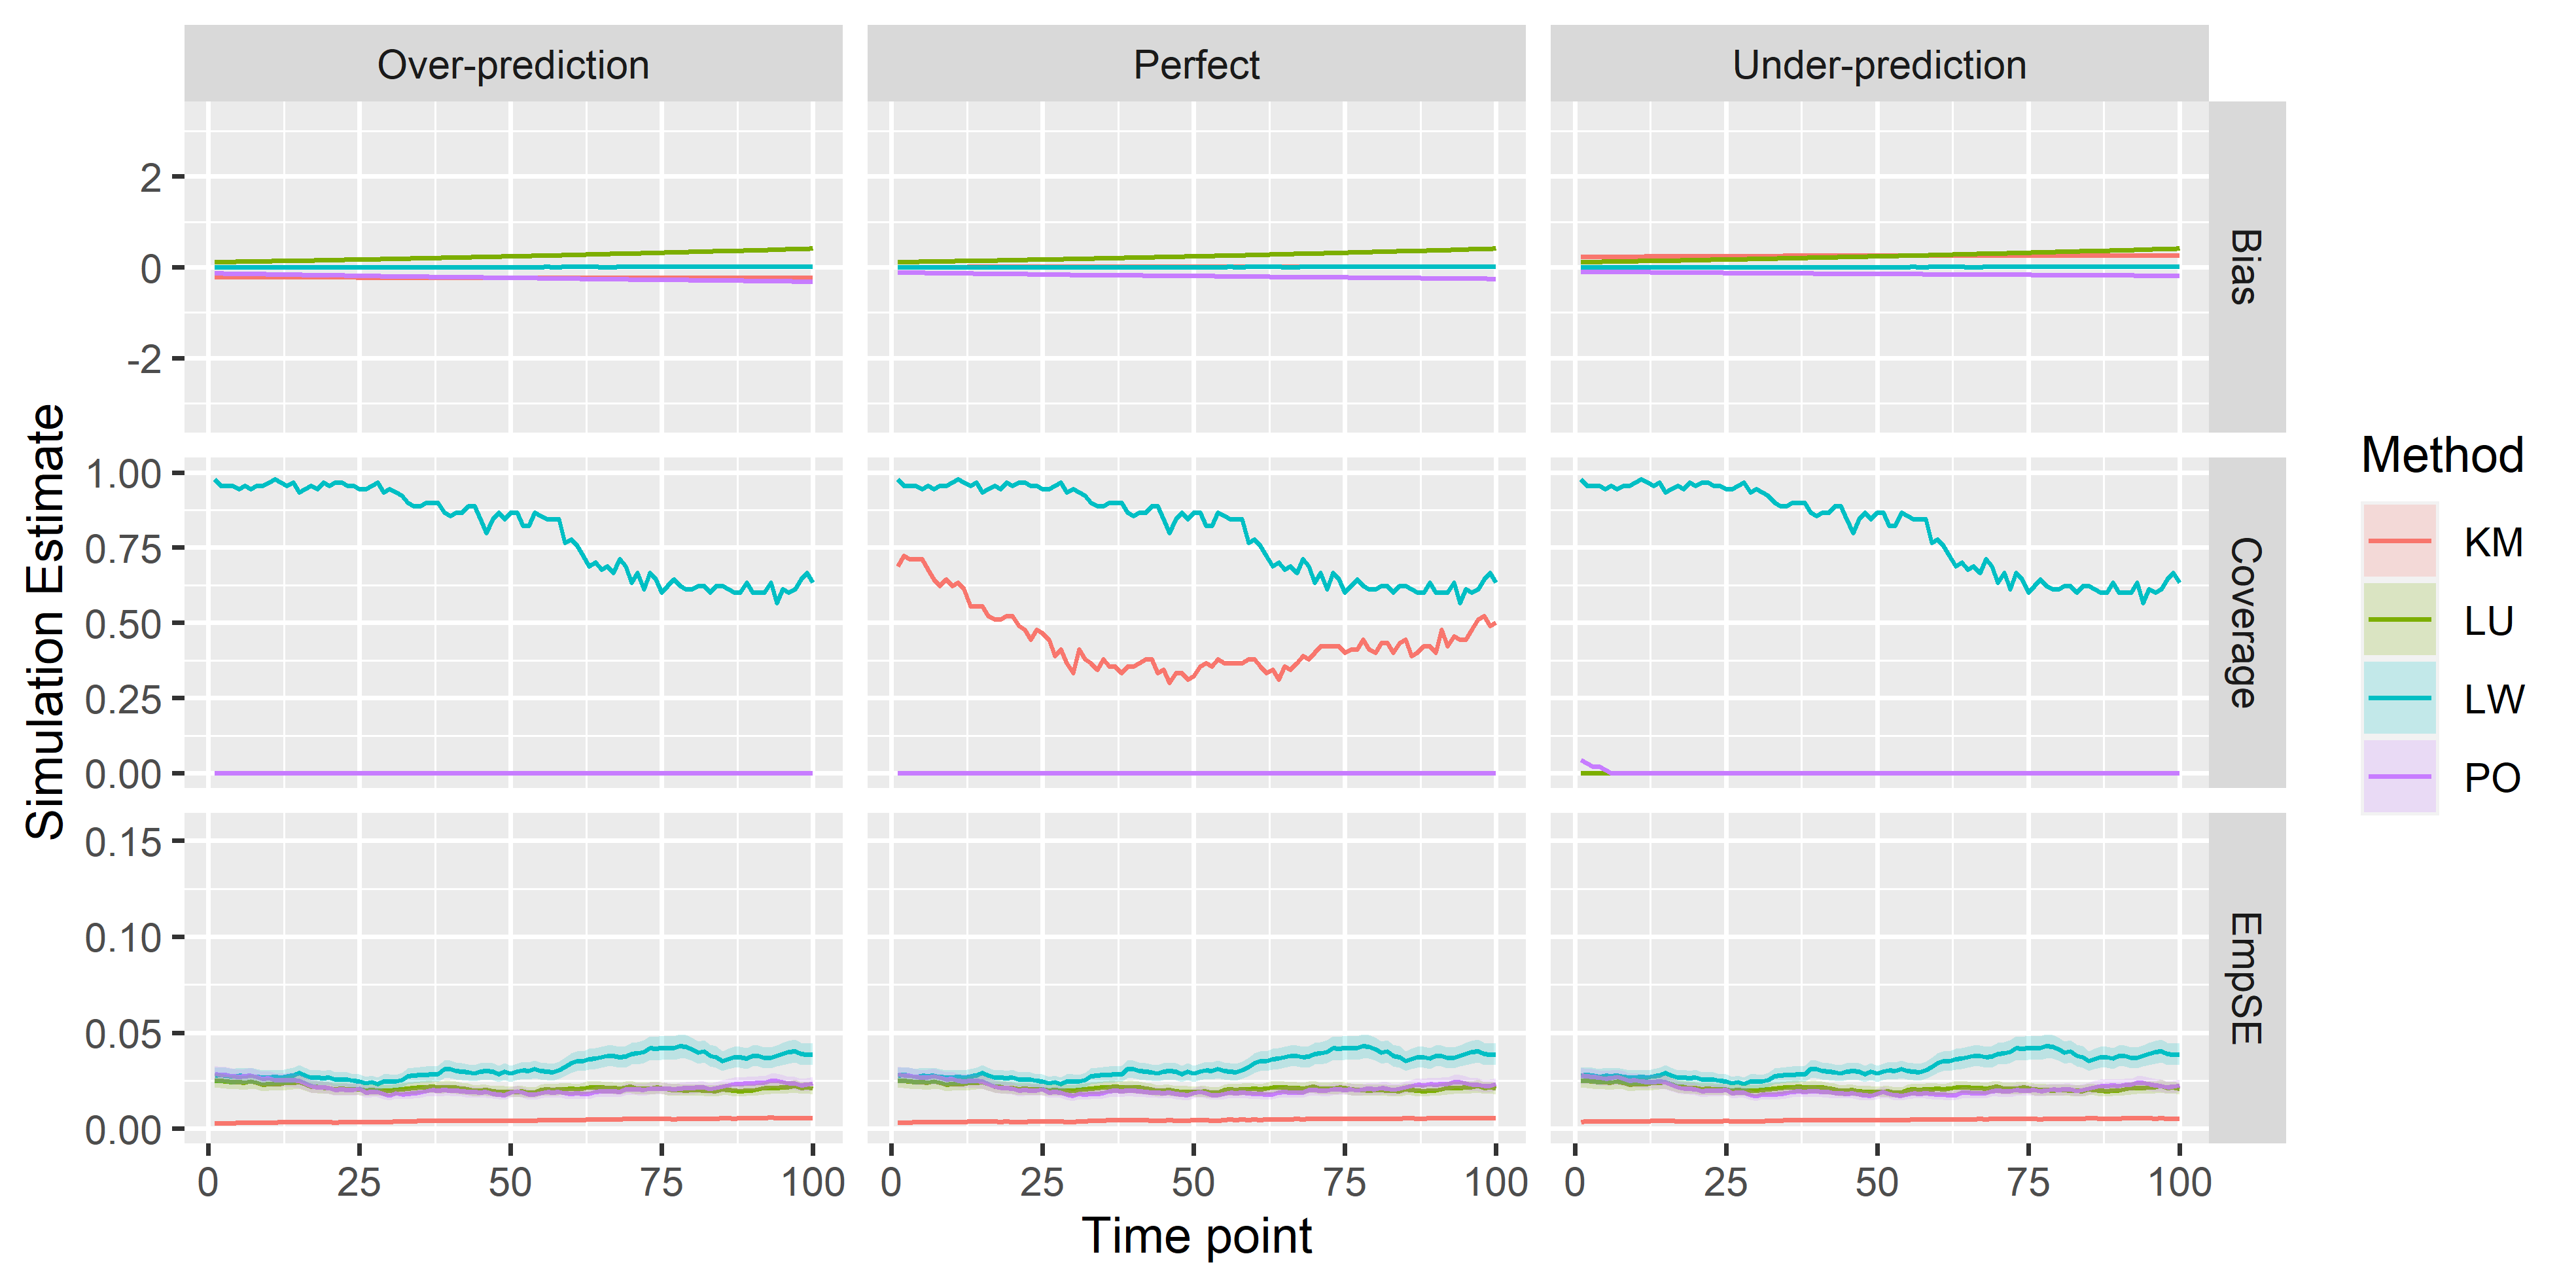 Over-prediction
Perfect
Under-prediction
2
0
-2
Bias
1.00
0.75
0.50
0.25
0.00
Coverage
0.15
0.10
0.05
0.00
EmpSE
0 25 50 75 100
0 25 50 75 100
0 25 50 75 100
Time point
Simulation Estimate
Method
KM
LU
LW
PO